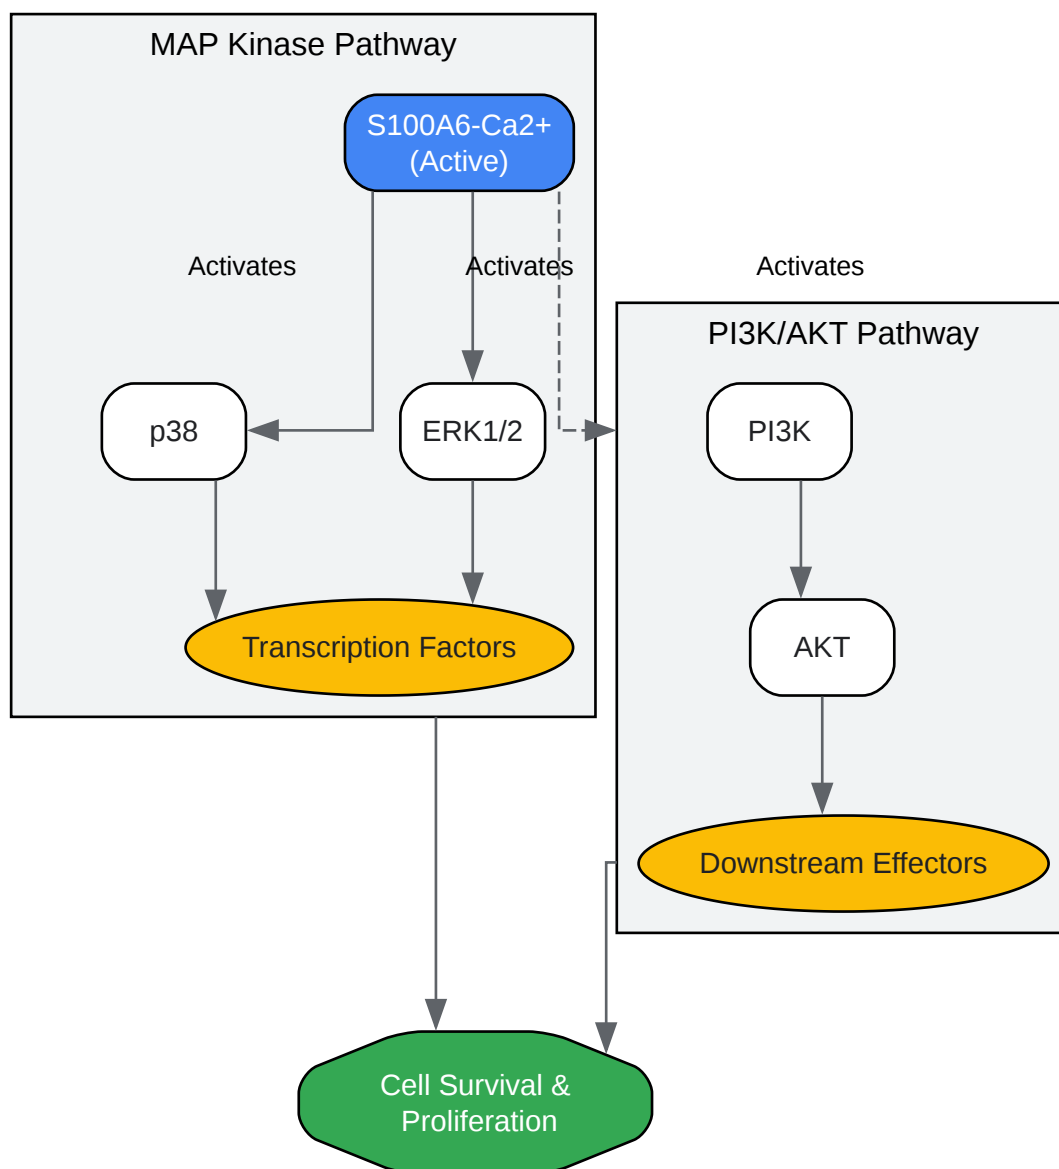 MAP Kinase Pathway
S100A6-Ca2+
(Active)
Activates
Activates
Activates
PI3K/AKT Pathway
p38
ERK1/2
PI3K
Transcription Factors
AKT
Downstream Effectors
Cell Survival &
Proliferation